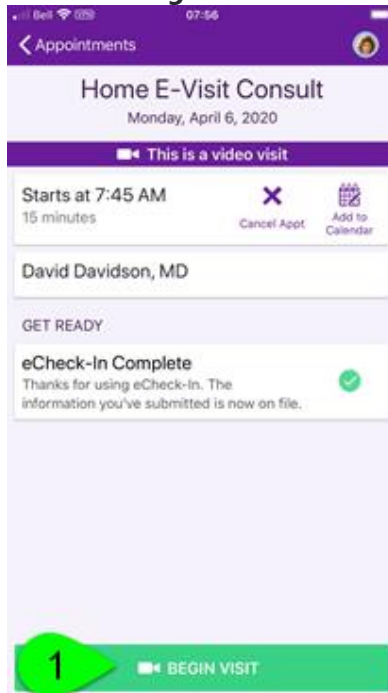 Bell VPN 07:56
Appointments
Home E-Visit Consult
Monday, April 6, 2020
This is a video visit
Starts at 7:45 AM
15 minutes
Cancel Appt
Add to
Calendar
David Davidson, MD
GET READY
eCheck-In Complete
Thanks for using eCheck-In. The
information you've submitted is now on file.
1
BEGIN VISIT